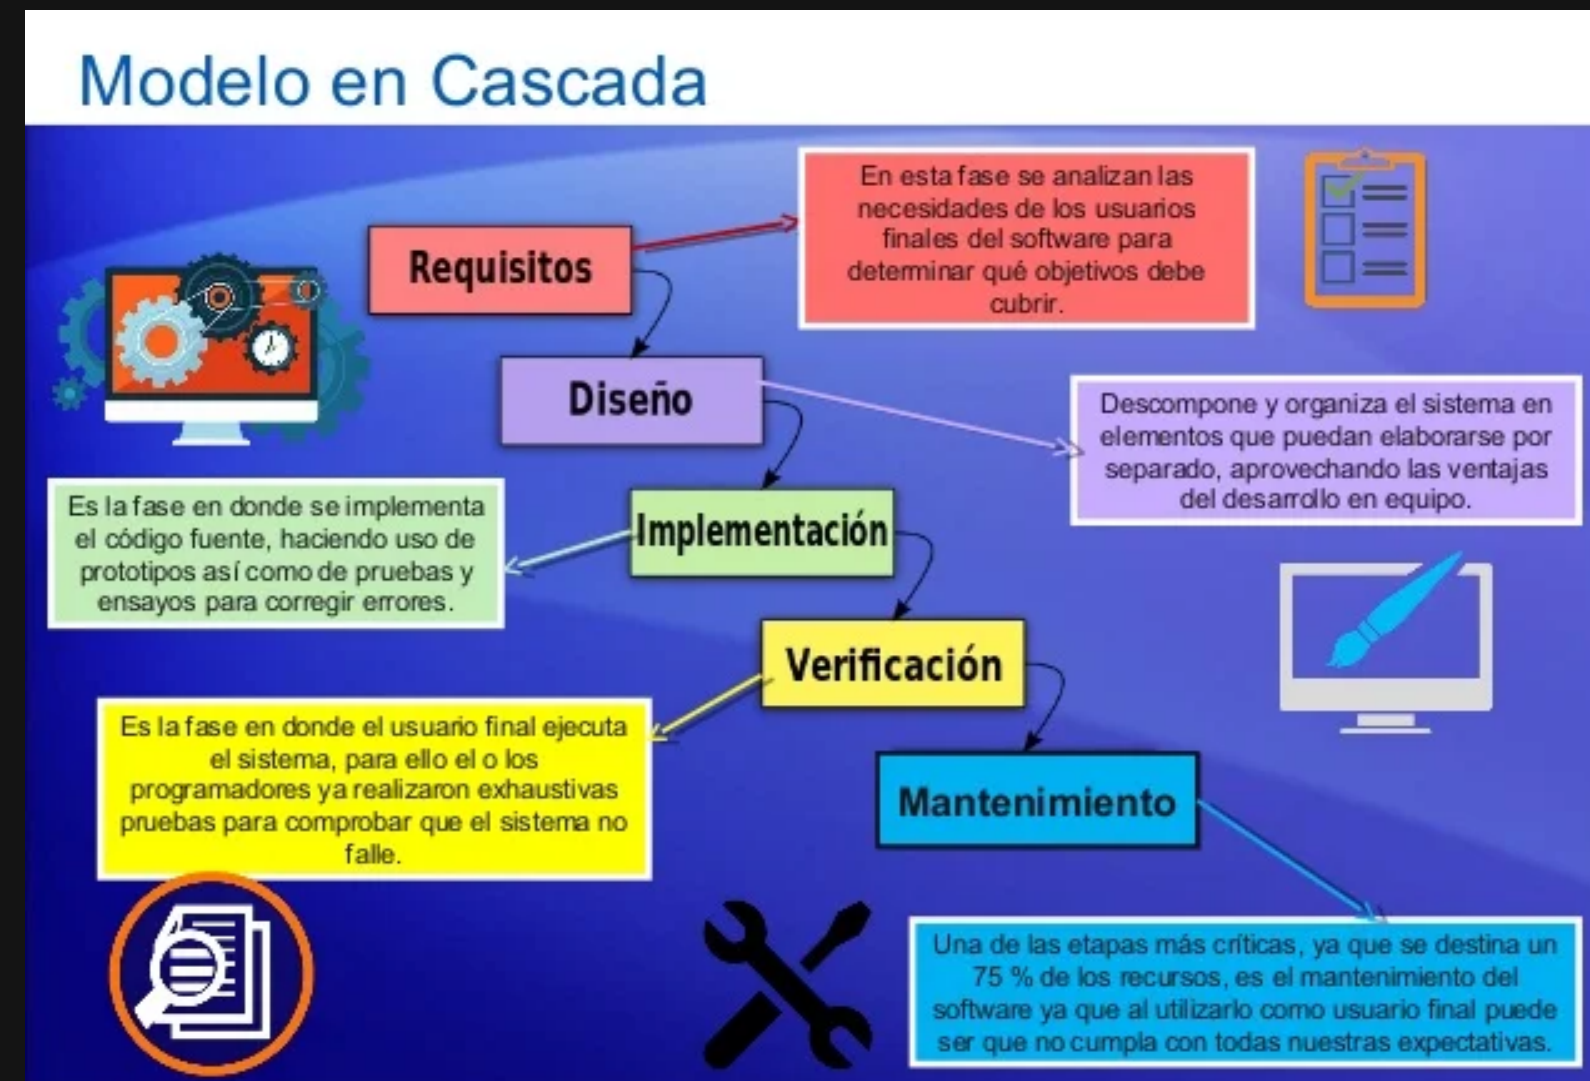 Modelo en Cascada
Requisitos
En esta fase se analizan las
necesidades de los usuarios
finales del software para
determinar qué objetivos debe
cubrir.
Diseño
Descompone y organiza el sistema en
elementos que puedan elaborarse por
separado, aprovechando las ventajas
del desarrollo en equipo.
Implementación
Es la fase en donde se implementa
el código fuente, haciendo uso de
prototipos así como de pruebas y
ensayos para corregir errores.
Verificación
Es la fase en donde el usuario final ejecuta
el sistema, para ello el o los
programadores ya realizaron exhaustivas
pruebas para comprobar que el sistema no
falle.
Mantenimiento
Una de las etapas más críticas, ya que se destina un
75 % de los recursos, es el mantenimiento del
software ya que al utilizarlo como usuario final puede
ser que no cumpla con todas nuestras expectativas.